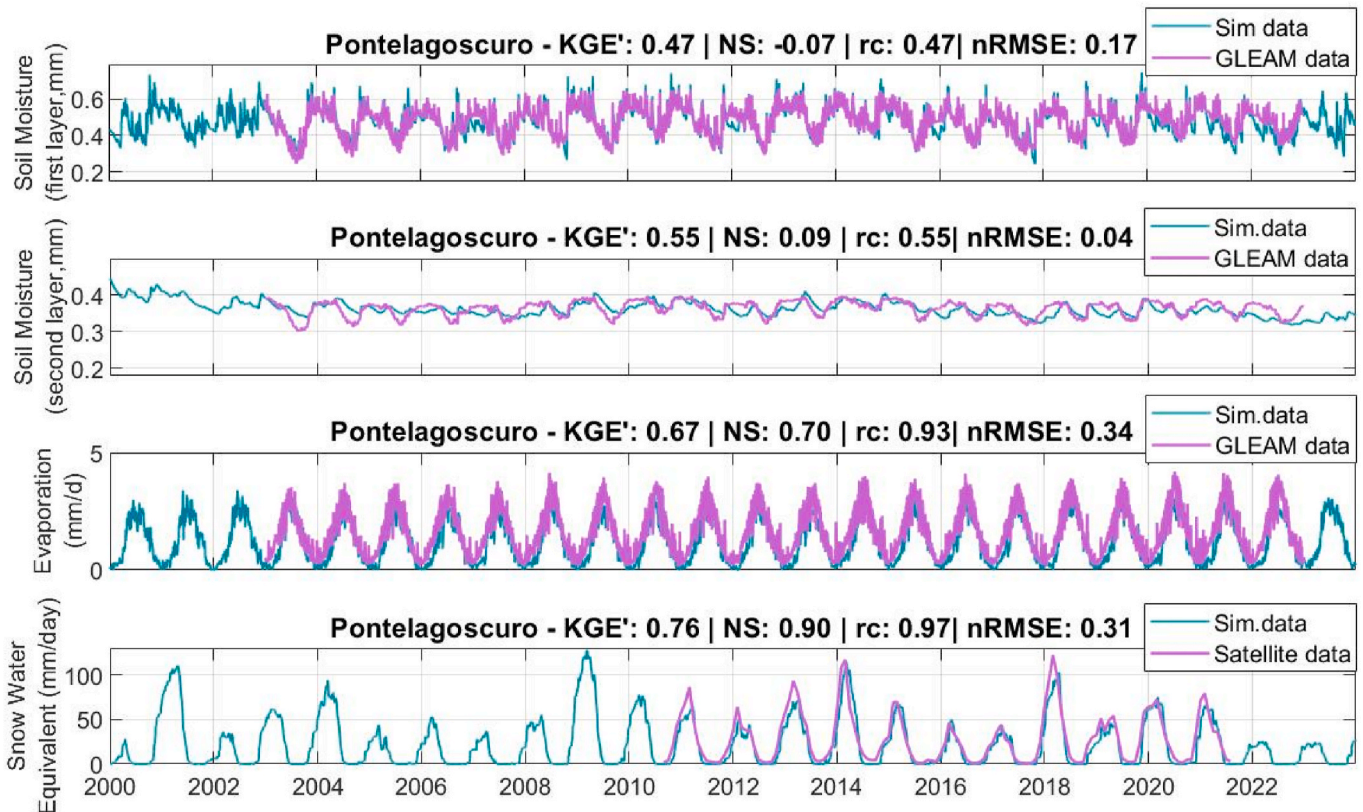 Pontelagoscuro - KGE': 0.47 | NS: -0.07 | rc: 0.47| nRMSE: 0.17
Sim data
GLEAM data
Soil Moisture
(first layer,mm)
0.6
0.4
0.2
Pontelagoscuro - KGE': 0.55 | NS: 0.09 | rc: 0.55| nRMSE: 0.04
Sim.data
GLEAM data
Soil Moisture
(second layer,mm)
0.4
0.3
0.2
Pontelagoscuro - KGE': 0.67 | NS: 0.70 | rc: 0.93| nRMSE: 0.34
Sim.data
GLEAM data
Evaporation
(mm/d)
5
0
Pontelagoscuro - KGE': 0.76 | NS: 0.90 | rc: 0.97| nRMSE: 0.31
Sim.data
Satellite data
Snow Water
Equivalent (mm/day)
100
50
0
2000 2002 2004 2006 2008 2010 2012 2014 2016 2018 2020 2022